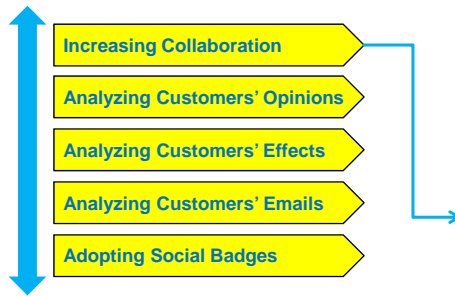 Increasing Collaboration
Analyzing Customers’ Opinions
Analyzing Customers’ Effects
Analyzing Customers’ Emails
Adopting Social Badges